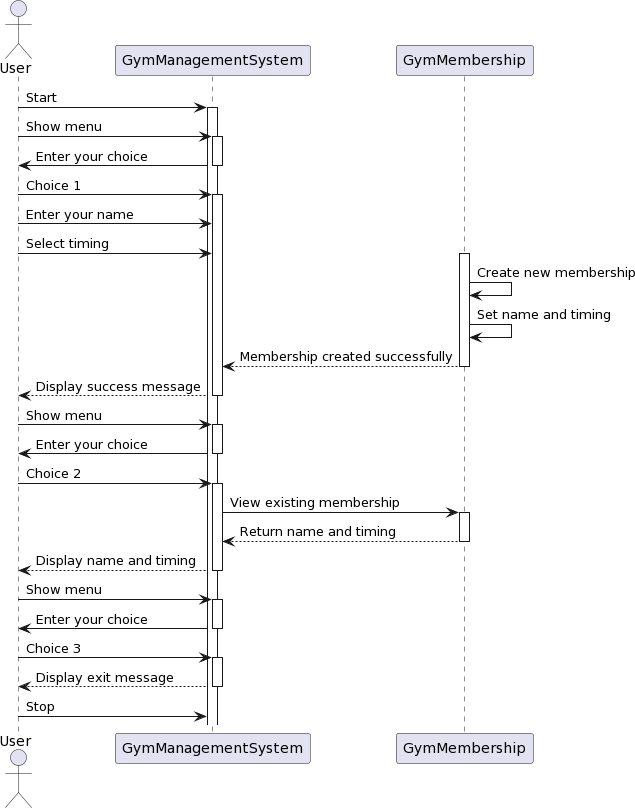 User
GymManagementSystem
GymMembership
Start
Show menu
Enter your choice
Choice 1
Enter your name
Select timing
Create new membership
Set name and timing
Membership created successfully
Display success message
Show menu
Enter your choice
Choice 2
View existing membership
Return name and timing
Display name and timing
Show menu
Enter your choice
Choice 3
Display exit message
Stop
User
GymManagementSystem
GymMembership